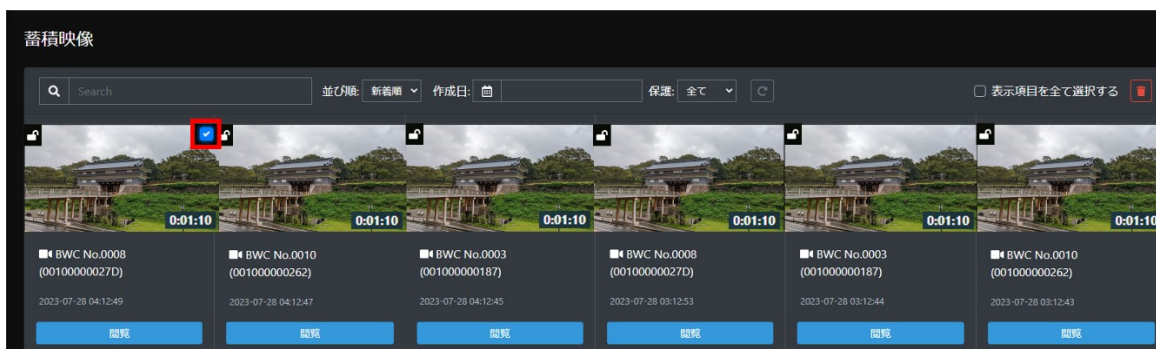 蓄積映像
Search 並び順: 新着順 作成日: 保護: 全て 表示項目を全て選択する
0:01:10 0:01:10 0:01:10 0:01:10 0:01:10 0:01:10
BWC No.0008 BWC No.0010 BWC No.0003 BWC No.0008 BWC No.0003 BWC No.0010
(00100000027D) (001000000262) (001000000187) (00100000027D) (001000000187) (001000000262)
2023-07-28 04:12:49 2023-07-28 04:12:47 2023-07-28 04:12:45 2023-07-28 03:12:53 2023-07-28 03:12:44 2023-07-28 03:12:43
閲覧 閲覧 閲覧 閲覧 閲覧 閲覧